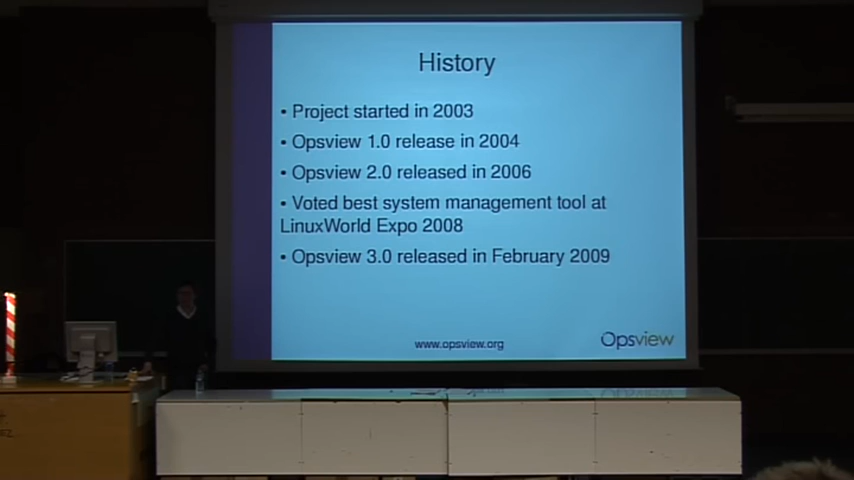 History
• Project started in 2003
• Opsview 1.0 release in 2004
• Opsview 2.0 released in 2006
• Voted best system management tool at
LinuxWorld Expo 2008
• Opsview 3.0 released in February 2009
www.opsview.org
Opsview